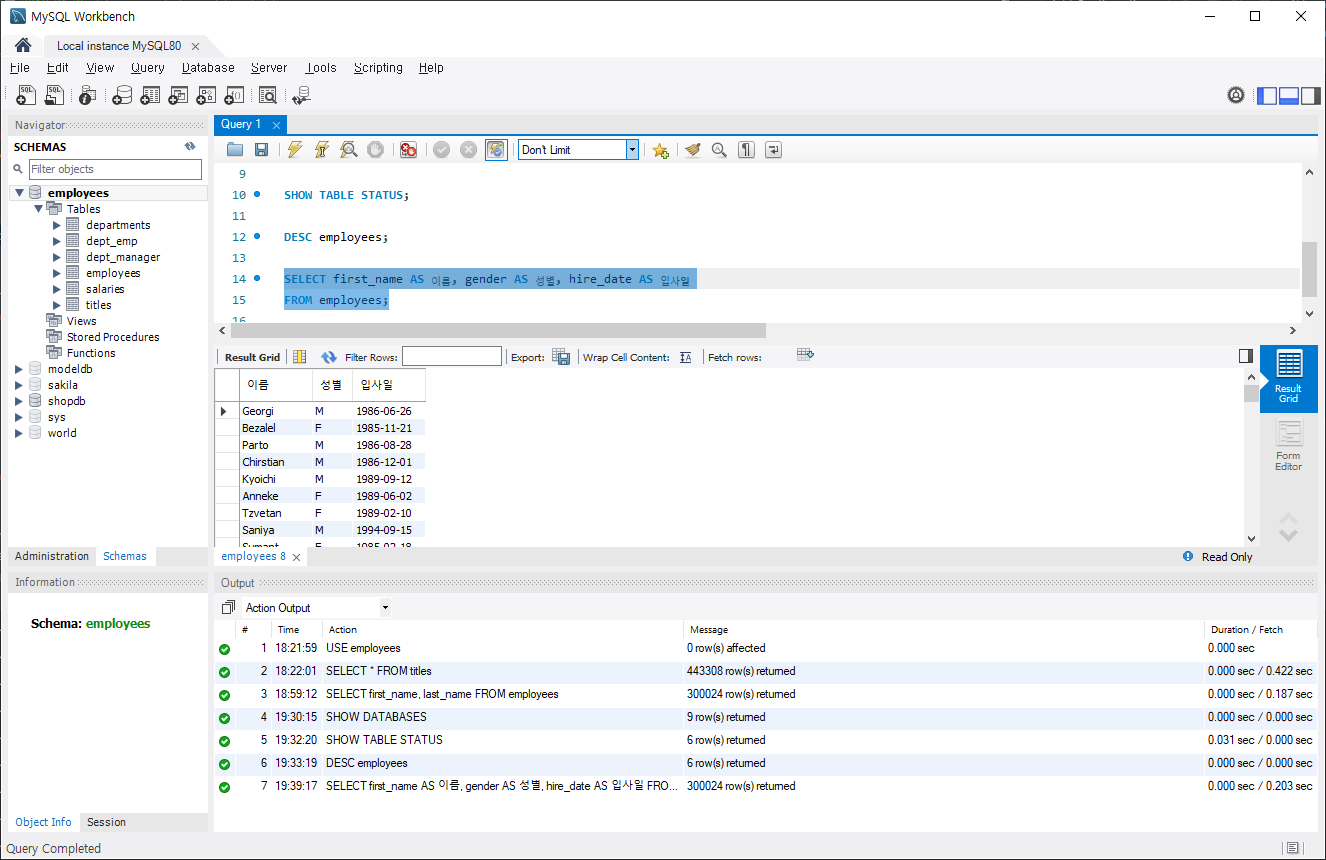 MySQL Workbench
Local instance MySQL80
File Edit View Query Database Server Tools Scripting Help
Navigator
SCHEMAS
Filter objects
employees
Tables
departments
dept_emp
dept_manager
employees
salaries
titles
Views
Stored Procedures
Functions
modeldb
sakila
shopdb
sys
world
Administration Schemas
Information
Schema: employees
Object Info Session
Query 1
Don't Limit
9
10 SHOW TABLE STATUS;
11
12 DESC employees;
13
14 SELECT first_name AS 이름, gender AS 성별, hire_date AS 입사일
15 FROM employees;
16
Result Grid Filter Rows: Export: Wrap Cell Content: Fetch rows:
이름 성별 입사일
Georgi M 1986-06-26
Bezalel F 1985-11-21
Parto M 1986-08-28
Chirstian M 1986-12-01
Kyoichi M 1989-09-12
Anneke F 1989-06-02
Tzvetan F 1989-02-10
Saniya M 1994-09-15
Sumant F 1985-02-18
Result
Grid
Form
Editor
employees 8
Read Only
Output
Action Output
# Time Action Message Duration / Fetch
1 18:21:59 USE employees 0 row(s) affected 0.000 sec
2 18:22:01 SELECT * FROM titles 443308 row(s) returned 0.000 sec / 0.422 sec
3 18:59:12 SELECT first_name, last_name FROM employees 300024 row(s) returned 0.000 sec / 0.187 sec
4 19:30:15 SHOW DATABASES 9 row(s) returned 0.000 sec / 0.000 sec
5 19:32:20 SHOW TABLE STATUS 6 row(s) returned 0.031 sec / 0.000 sec
6 19:33:19 DESC employees 6 row(s) returned 0.000 sec / 0.000 sec
7 19:39:17 SELECT first_name AS 이름, gender AS 성별, hire_date AS 입사일 FRO... 300024 row(s) returned 0.000 sec / 0.203 sec
Query Completed